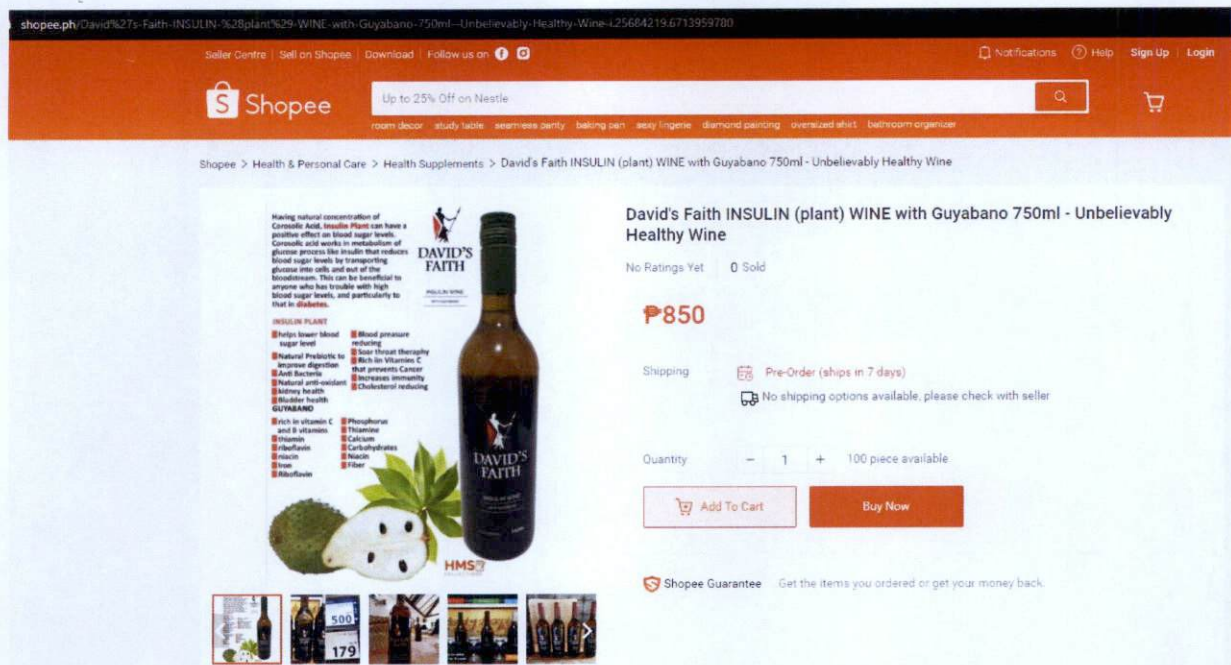 shopee.ph/David%27s-Faith-INSULIN-%28plant%29-WINE-with-Guyabano-750ml--Unbelievably-Healthy-Wine-i.25684219.6713959780
Seller Centre | Sell on Shopee | Download | Follow us on
Notifications Help Sign Up | Login
Shopee
Up to 25% Off on Nestle
room decor study table seamless panty baking pan sexy lingerie diamond painting oversized shirt bathroom organizer
Shopee > Health & Personal Care > Health Supplements > David's Faith INSULIN (plant) WINE with Guyabano 750ml - Unbelievably Healthy Wine
Having natural concentration of
Corosolic Acid, Insulin Plant can have a
positive effect on blood sugar levels.
Corosolic acid works in metabolism of
glucose process like insulin that reduces
blood sugar levels by transporting
glucose into cells and out of the
bloodstream. This can be beneficial to
anyone who has trouble with high
blood sugar levels, and particularly to
that in diabetes.
DAVID'S
FAITH
INSULIN WINE
INSULIN PLANT
helps lower blood
sugar level
Natural Prebiotic to
improve digestion
Anti Bacteria
Natural anti-oxidant
kidney health
Bladder health
Blood pressure
reducing
Soar throat theraphy
Rich iin Vitamins C
that prevents Cancer
Increases immunity
Cholesterol reducing
GUYABANO
rich in vitamin C
and B vitamins
thiamin
riboflavin
niacin
Iron
Riboflavin
Phosphorus
Thiamine
Calcium
Carbohydrates
Niacin
Fiber
DAVID'S
FAITH
INSULIN WINE
HMS
500
179
David's Faith INSULIN (plant) WINE with Guyabano 750ml - Unbelievably
Healthy Wine
No Ratings Yet 0 Sold
₱850
Shipping Pre-Order (ships in 7 days)
No shipping options available, please check with seller
Quantity - 1 + 100 piece available
Add To Cart Buy Now
Shopee Guarantee Get the items you ordered or get your money back.